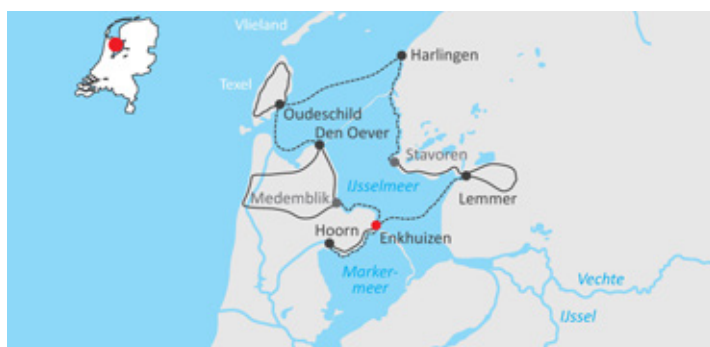 Vlieland
Harlingen
Texel
Oudeschild
Den Oever
Stavoren
IJsselmeer
Medemblik
Lemmer
Hoorn
Enkhuizen
Marker-
meer
Vechte
IJssel